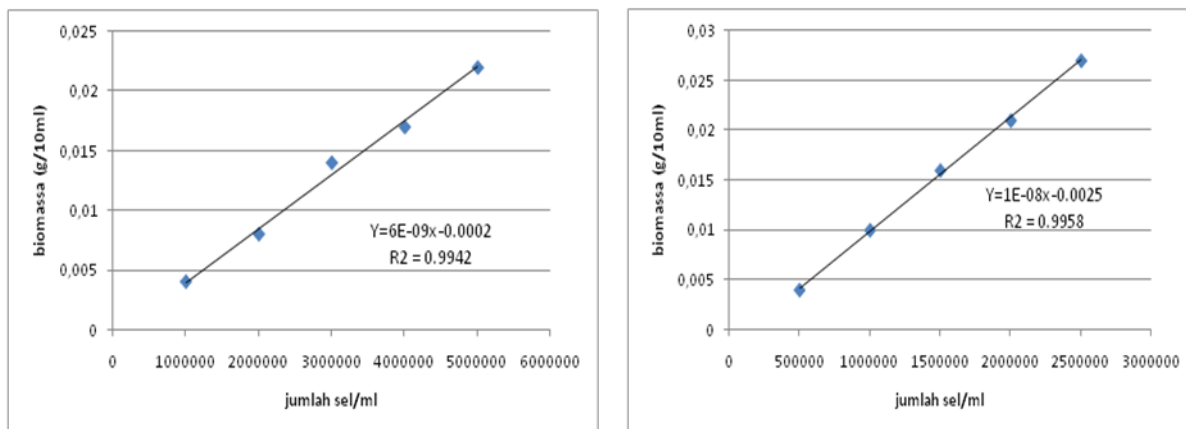 0,025
0,02
0,015
0,01
0,005
0
biomassa (g/10ml)
Y=6E-09x-0.0002
R2 = 0.9942
0 1000000 2000000 3000000 4000000 5000000 6000000
jumlah sel/ml
0,03
0,025
0,02
0,015
0,01
0,005
0
biomassa (g/10ml)
Y=1E-08x-0.0025
R2 = 0.9958
0 500000 1000000 1500000 2000000 2500000 3000000
jumlah sel/ml